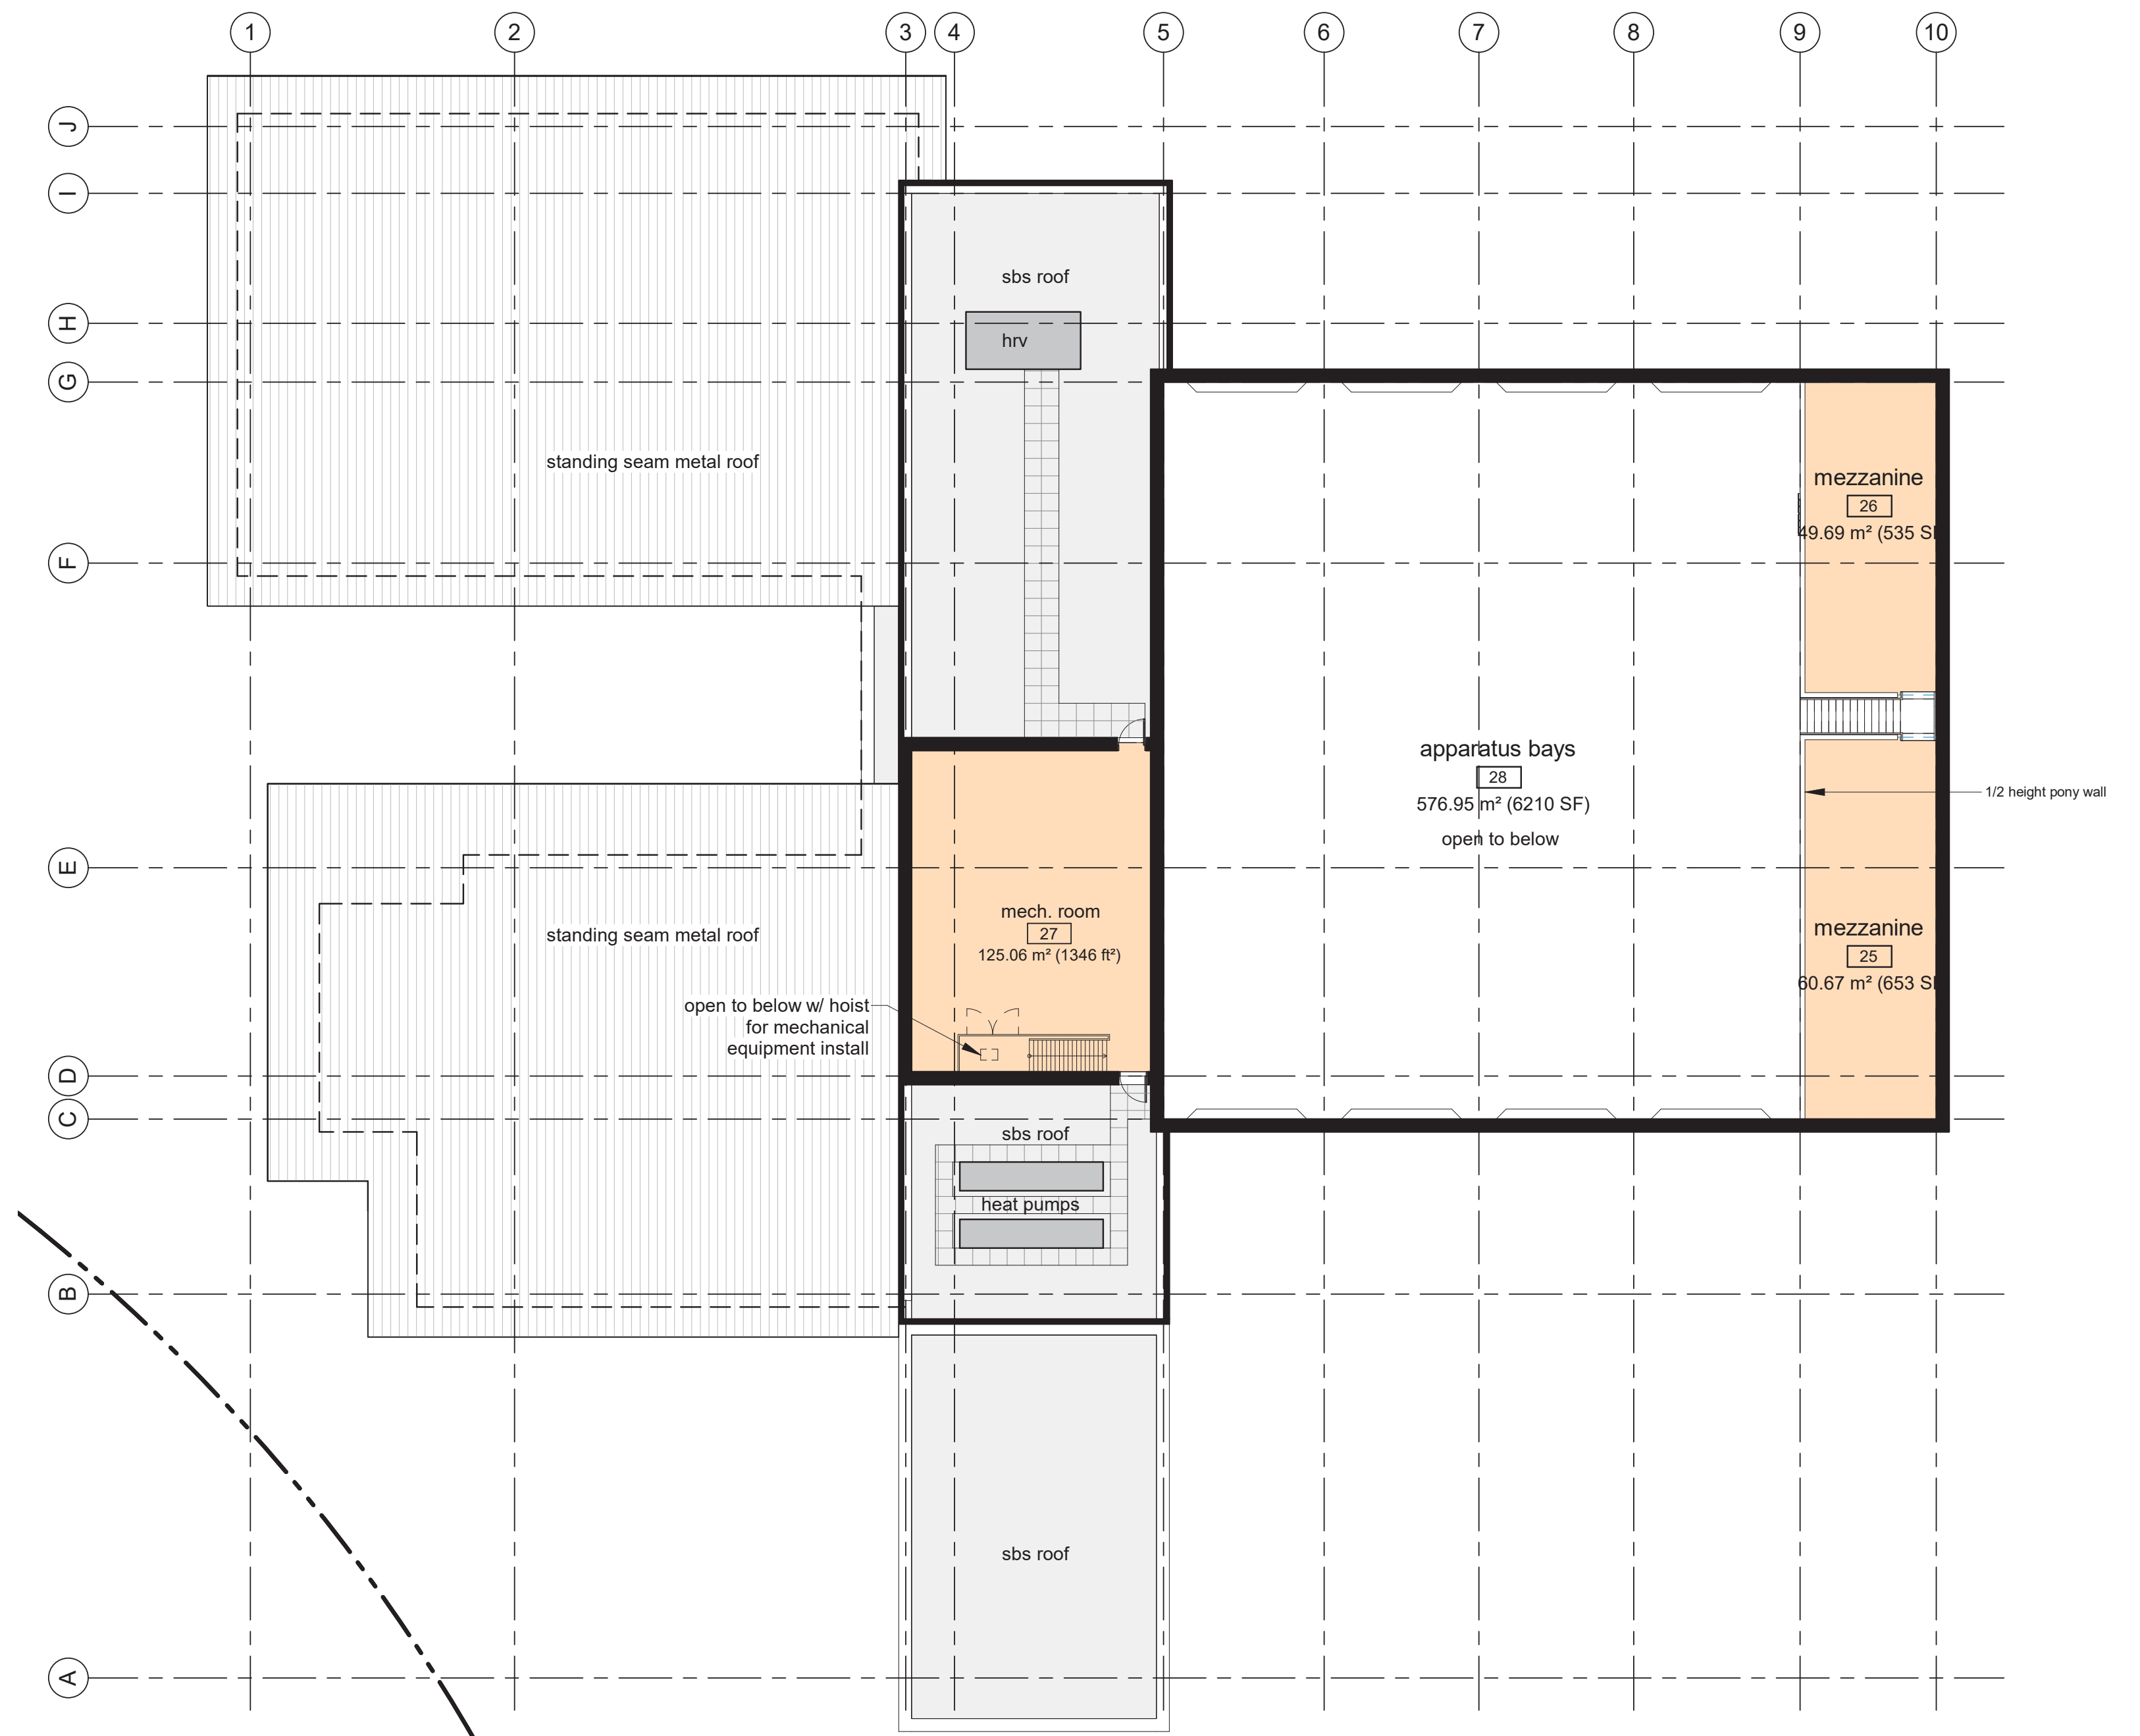 1 2 3 4 5 6 7 8 9 10
J
I
sbs roof
H
hrv
G
standing seam metal roof
mezzanine
26
49.69 m² (535 S
F
apparatus bays
28
576.95 m² (6210 SF)
open to below
1/2 height pony wall
E
mech. room
27
125.06 m² (1346 ft²)
standing seam metal roof
mezzanine
25
60.67 m² (653 S
open to below w/ hoist
for mechanical
equipment install
D
C
sbs roof
heat pumps
B
sbs roof
A